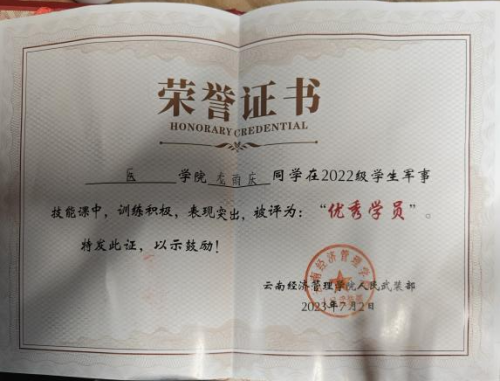 荣誉证书
HONORARY CREDENTIAL
医 学院 雨 同学在2022级学生军事
技能课中，训练积极，表现突出，被评为：“优秀学员”。
特发此证，以示鼓励！
云南经济管理学院人民武装部
2023年7月2日